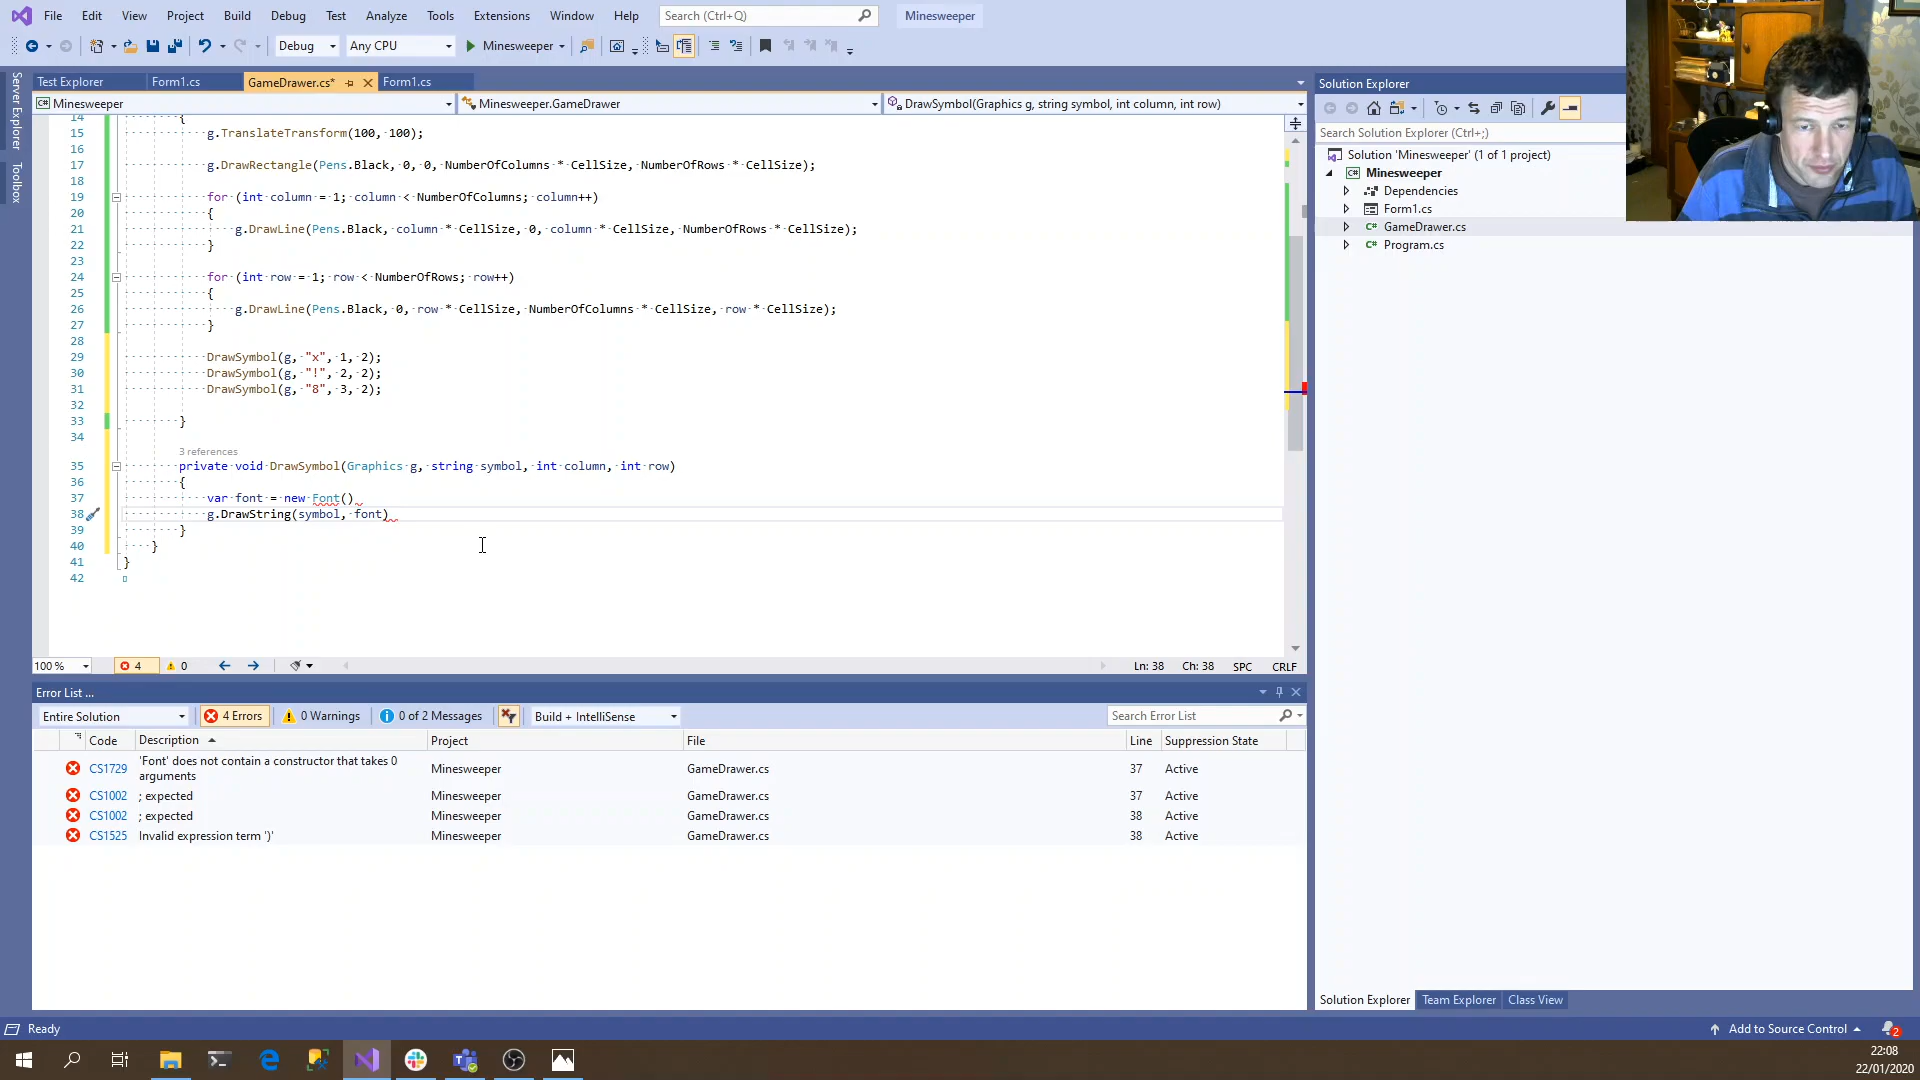 File Edit View Project Build Debug Test Analyze Tools Extensions Window Help Search (Ctrl+Q) Minesweeper
Debug Any CPU Minesweeper
Server Explorer
Toolbox
Test Explorer Form1.cs GameDrawer.cs* Form1.cs
Minesweeper Minesweeper.GameDrawer DrawSymbol(Graphics g, string symbol, int column, int row)
14 {
15 g.TranslateTransform(100, 100);
16
17 g.DrawRectangle(Pens.Black, 0, 0, NumberOfColumns * CellSize, NumberOfRows * CellSize);
18
19 for (int column = 1; column < NumberOfColumns; column++)
20 {
21 g.DrawLine(Pens.Black, column * CellSize, 0, column * CellSize, NumberOfRows * CellSize);
22 }
23
24 for (int row = 1; row < NumberOfRows; row++)
25 {
26 g.DrawLine(Pens.Black, 0, row * CellSize, NumberOfColumns * CellSize, row * CellSize);
27 }
28
29 DrawSymbol(g, "x", 1, 2);
30 DrawSymbol(g, "!", 2, 2);
31 DrawSymbol(g, "8", 3, 2);
32
33 }
34
3 references
35 private void DrawSymbol(Graphics g, string symbol, int column, int row)
36 {
37 var font = new Font()
38 g.DrawString(symbol, font)
39 }
40 }
41 }
42
100 % 4 0 Ln: 38 Ch: 38 SPC CRLF
Error List ...
Entire Solution 4 Errors 0 Warnings 0 of 2 Messages Build + IntelliSense Search Error List
Code Description Project File Line Suppression State
CS1729 'Font' does not contain a constructor that takes 0 arguments Minesweeper GameDrawer.cs 37 Active
CS1002 ; expected Minesweeper GameDrawer.cs 37 Active
CS1002 ; expected Minesweeper GameDrawer.cs 38 Active
CS1525 Invalid expression term ')' Minesweeper GameDrawer.cs 38 Active
Solution Explorer
Search Solution Explorer (Ctrl+;)
Solution 'Minesweeper' (1 of 1 project)
Minesweeper
Dependencies
Form1.cs
GameDrawer.cs
Program.cs
Solution Explorer Team Explorer Class View
Ready Add to Source Control 2
22:08
22/01/2020